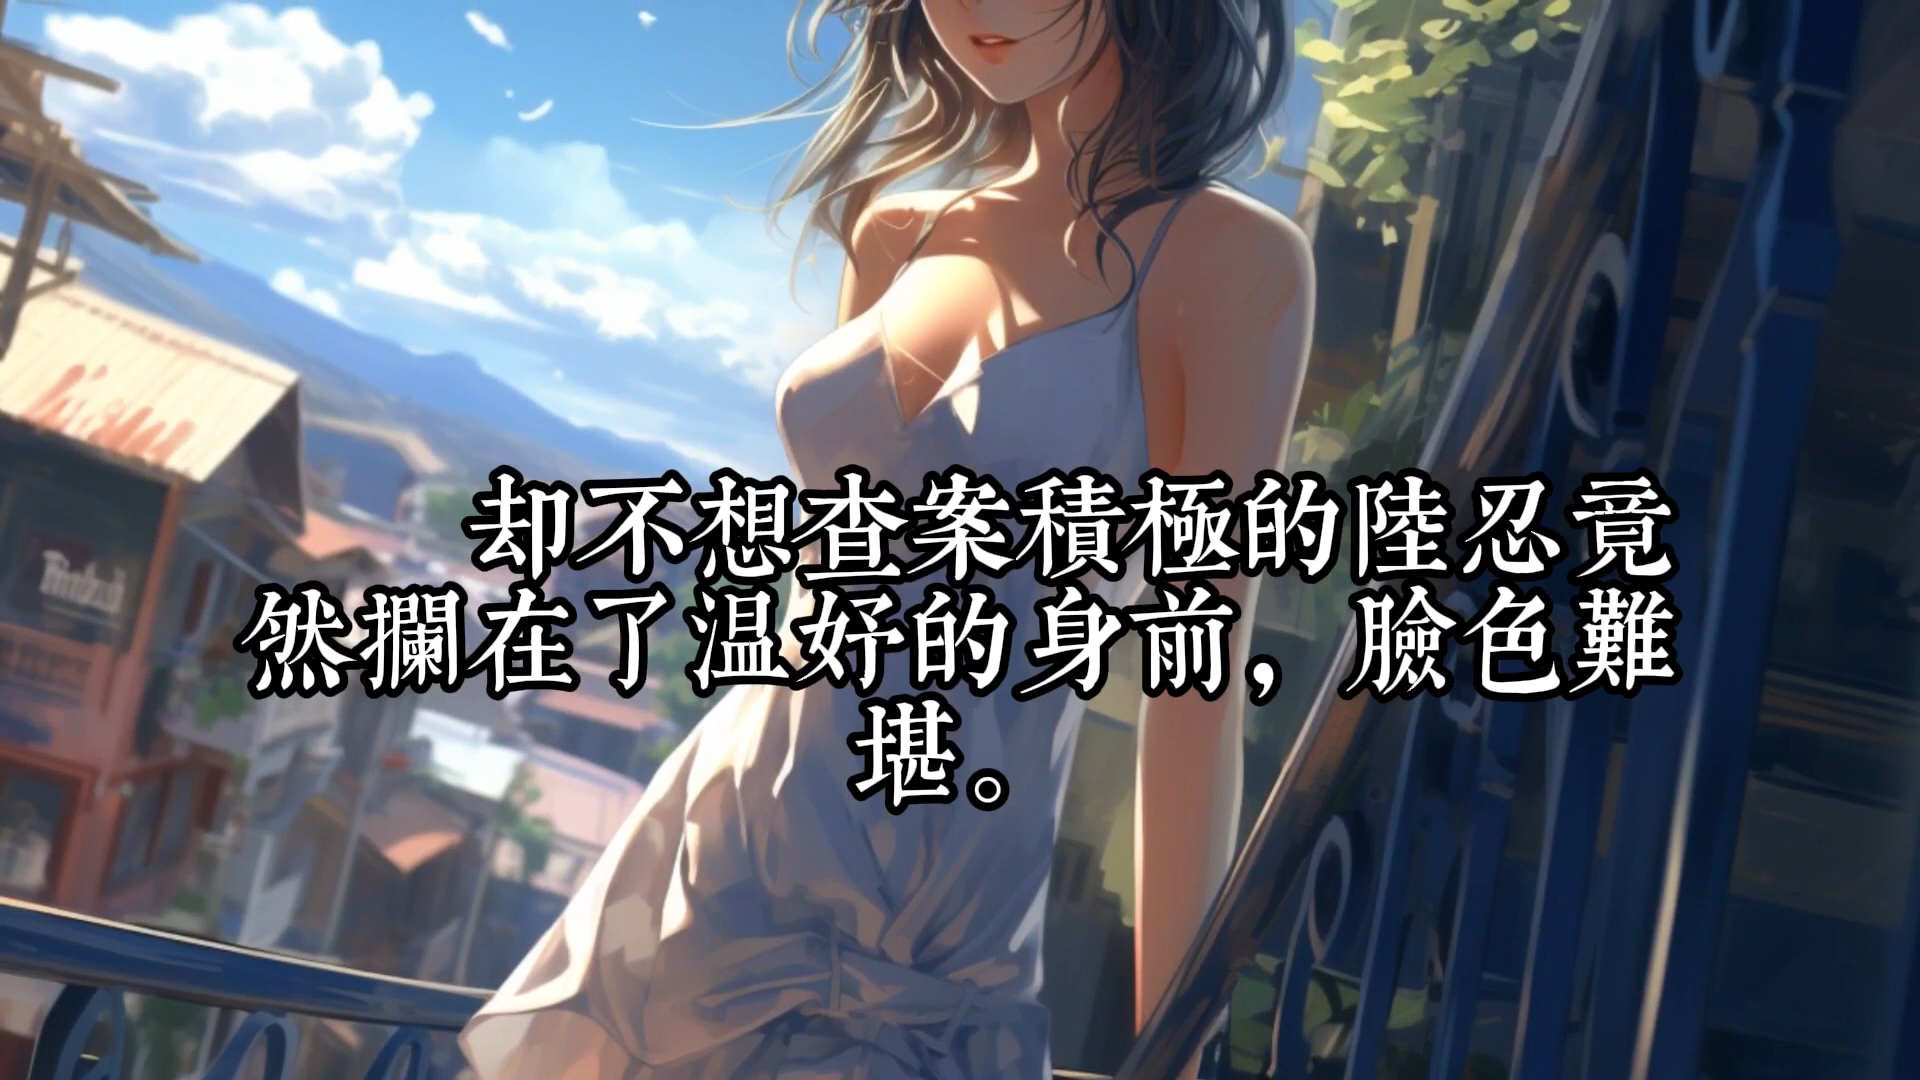 却不想查案積極的陸忍竟
然攔在了温好的身前，臉色難
堪。